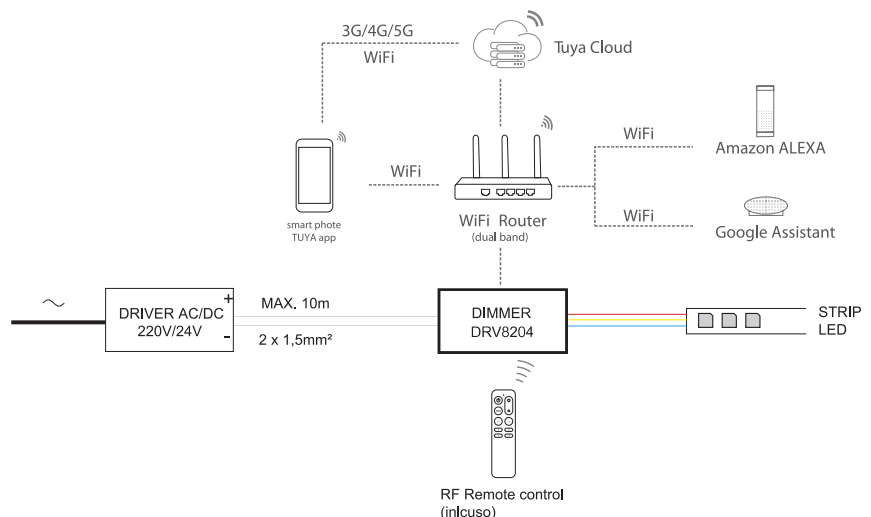 3G/4G/5G
WiFi
Tuya Cloud
WiFi
Amazon ALEXA
WiFi
smart phote
TUYA app
WiFi Router
(dual band)
WiFi
Google Assistant
DRIVER AC/DC
220V/24V
+
-
MAX. 10m
2 x 1,5mm²
DIMMER
DRV8204
STRIP
LED
RF Remote control
(inlcuso)